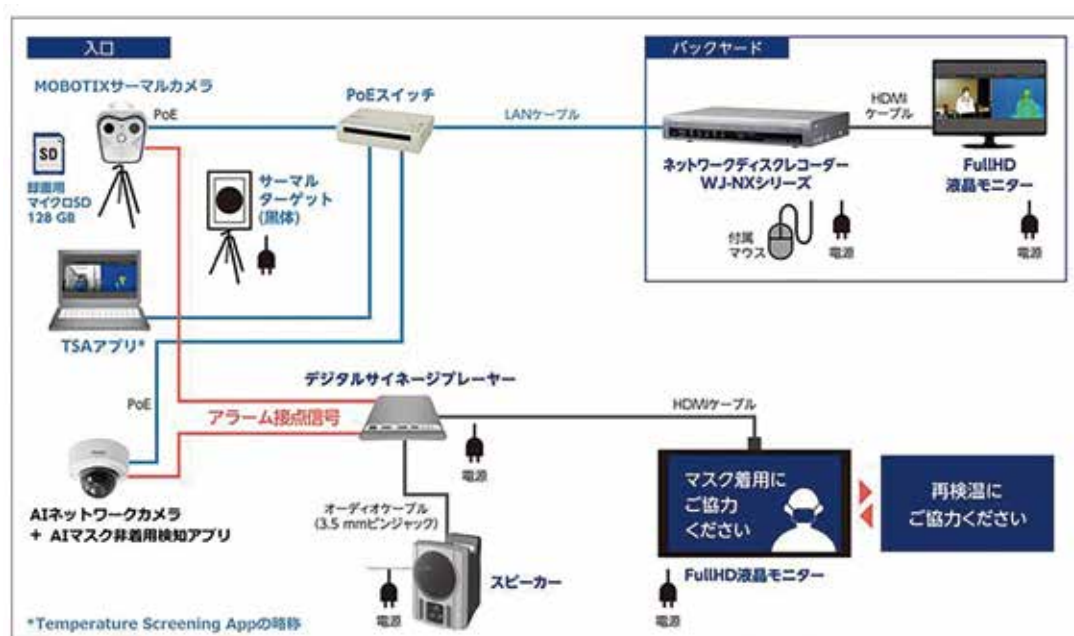 入口
MOBOTIXサーマルカメラ
PoE
SD
録画用
マイクロSD
128 GB
PoEスイッチ
LANケーブル
サーマル
ターゲット
(黒体)
バックヤード
HDMI
ケーブル
ネットワークディスクレコーダー
WJ-NXシリーズ
FullHD
液晶モニター
付属
マウス
電源
電源
TSAアプリ*
PoE
アラーム接点信号
デジタルサイネージプレーヤー
電源
HDMIケーブル
AIネットワークカメラ
+ AIマスク非着用検知アプリ
オーディオケーブル
(3.5 mmピンジャック)
スピーカー
電源
マスク着用に
ご協力
ください
再検温に
ご協力ください
FullHD液晶モニター
電源
*Temperature Screening Appの略称